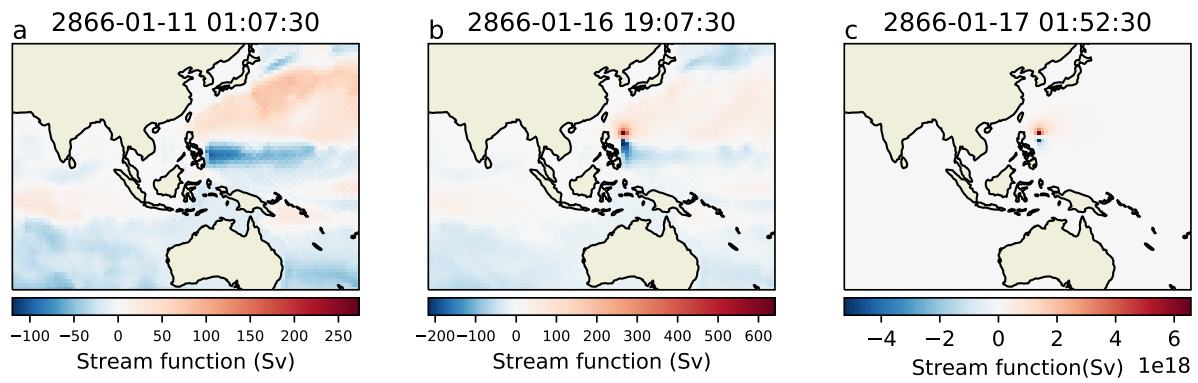 a 2866-01-11 01:07:30
b 2866-01-16 19:07:30
c 2866-01-17 01:52:30
−100 −50 0 50 100 150 200 250
Stream function (Sv)
−200 −100 0 100 200 300 400 500 600
Stream function (Sv)
−4 −2 0 2 4 6
Stream function(Sv) 1e18